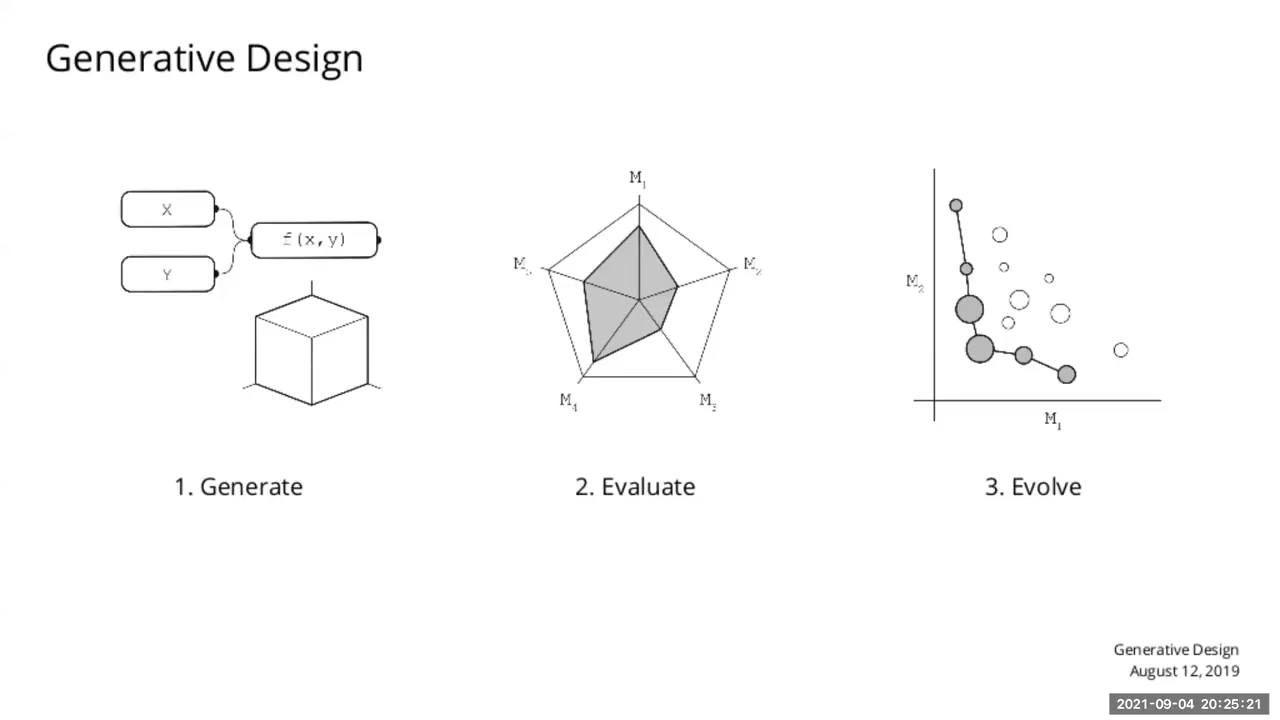 Generative Design
X
Y
f(x,y)
1. Generate
M1
M2
M3
M4
M5
2. Evaluate
M2
M1
3. Evolve
Generative Design
August 12, 2019
2021-09-04 20:25:21